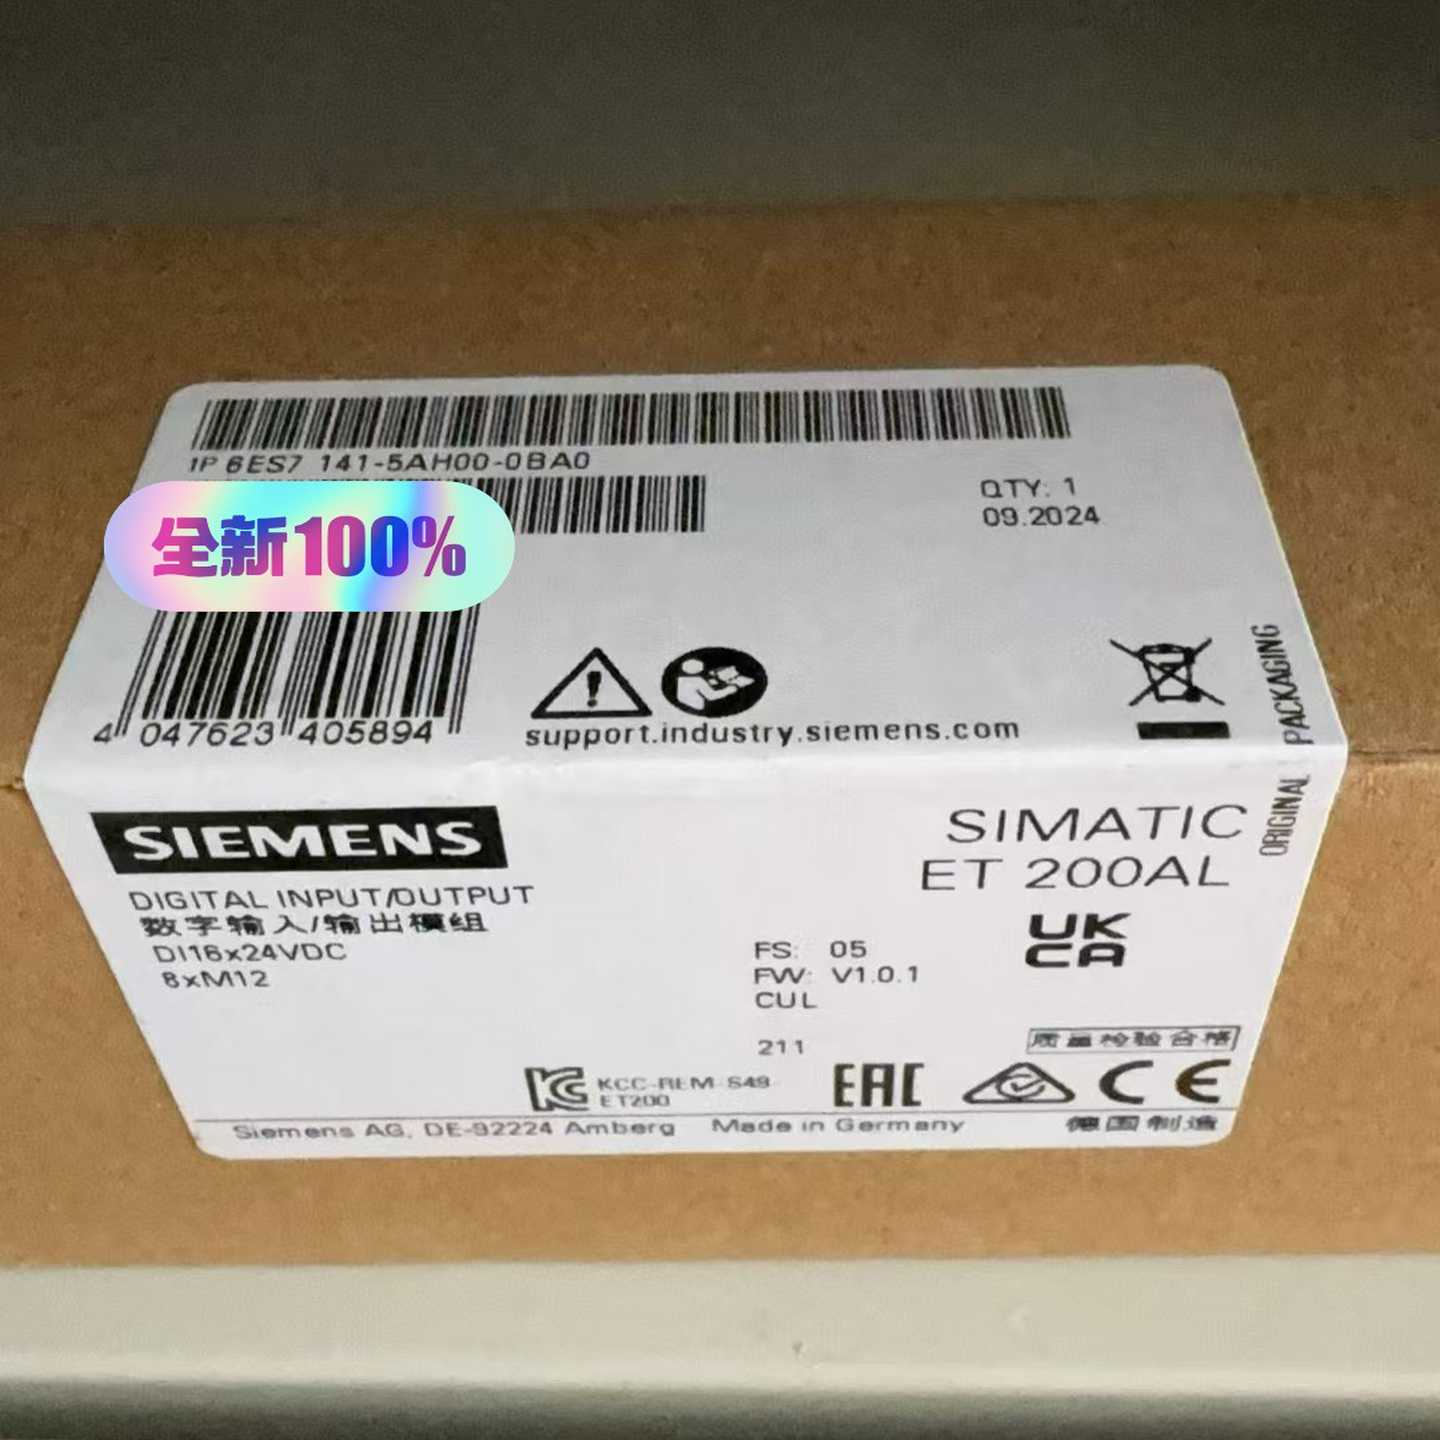 1P 6ES7 141-5AH00-0BA0
QTY: 1
09.2024
全新100%
4 047623 405894
support.industry.siemens.com
ORIGINAL PACKAGING
SIEMENS
SIMATIC
ET 200AL
DIGITAL INPUT/OUTPUT
数字输入/输出模组
DI16x24VDC
8xM12
FS: 05
FW: V1.0.1
CUL
UK
CA
211
质量检验合格
KCC-REM-S49
ET200
EAC
CE
Siemens AG, DE-92224 Amberg Made in Germany 德国制造